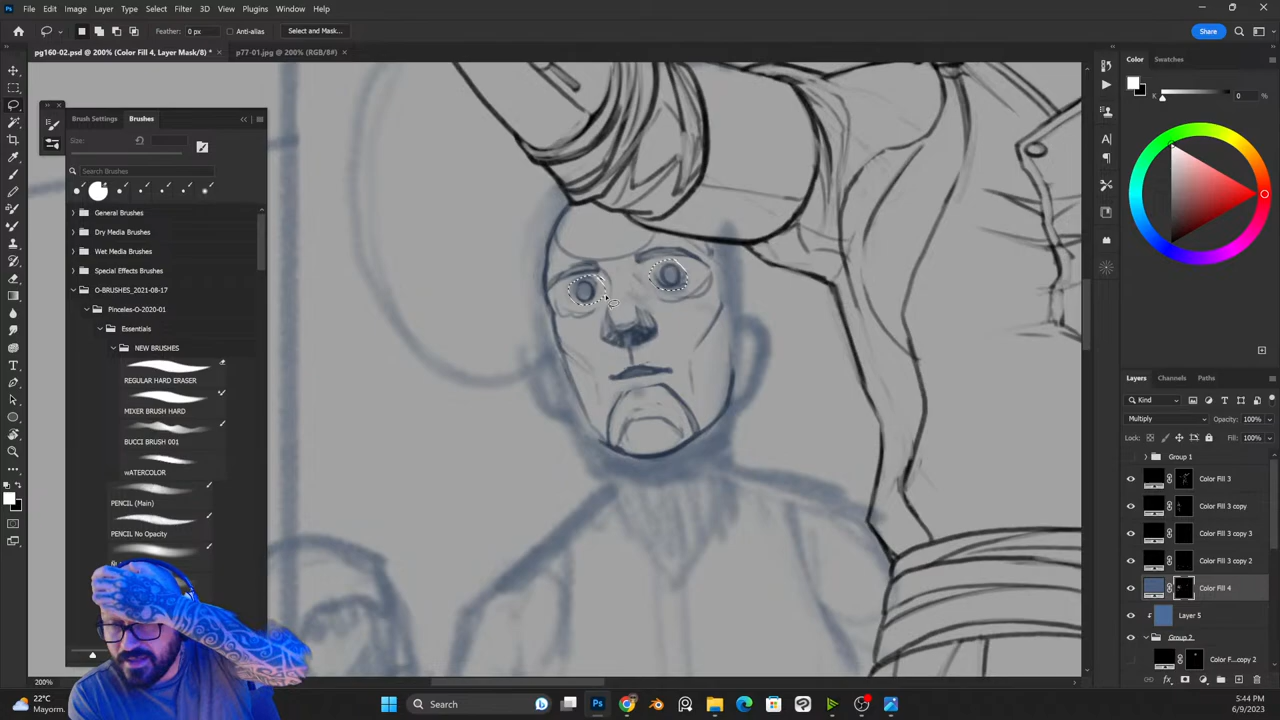 File Edit Image Layer Type Select Filter 3D View Plugins Window Help
Feather: 0 px Anti-alias Select and Mask... Share
pg160-02.psd @ 200% (Color Fill 4, Layer Mask/8) * × p77-01.jpg @ 200% (RGB/8#) ×
Brush Settings Brushes
Size:
Search Brushes
General Brushes
Dry Media Brushes
Wet Media Brushes
Special Effects Brushes
O-BRUSHES_2021-08-17
Pinceles-O-2020-01
Essentials
NEW BRUSHES
REGULAR HARD ERASER
MIXER BRUSH HARD
BUCCI BRUSH 001
wATERCOLOR
PENCIL (Main)
PENCIL No Opacity
Color Swatches
K 0 %
Layers Channels Paths
Kind
Multiply Opacity: 100%
Lock: Fill: 100%
Group 1
Color Fill 3
Color Fill 3 copy
Color Fill 3 copy 3
Color Fill 3 copy 2
Color Fill 4
Layer 5
Group 2
Color F...copy 2
200%
22°C
Mayorm.
Search
5:44 PM
6/9/2023